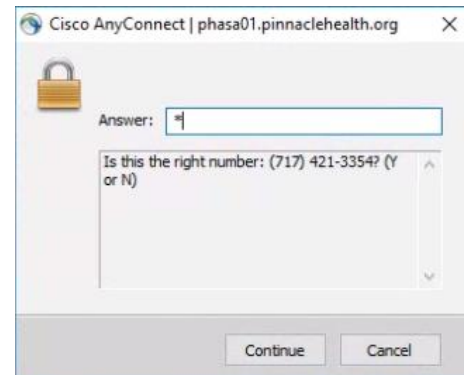 Cisco AnyConnect | phasa01.pinnaclehealth.org
Answer: *
Is this the right number: (717) 421-3354? (Y
or N)
Continue Cancel